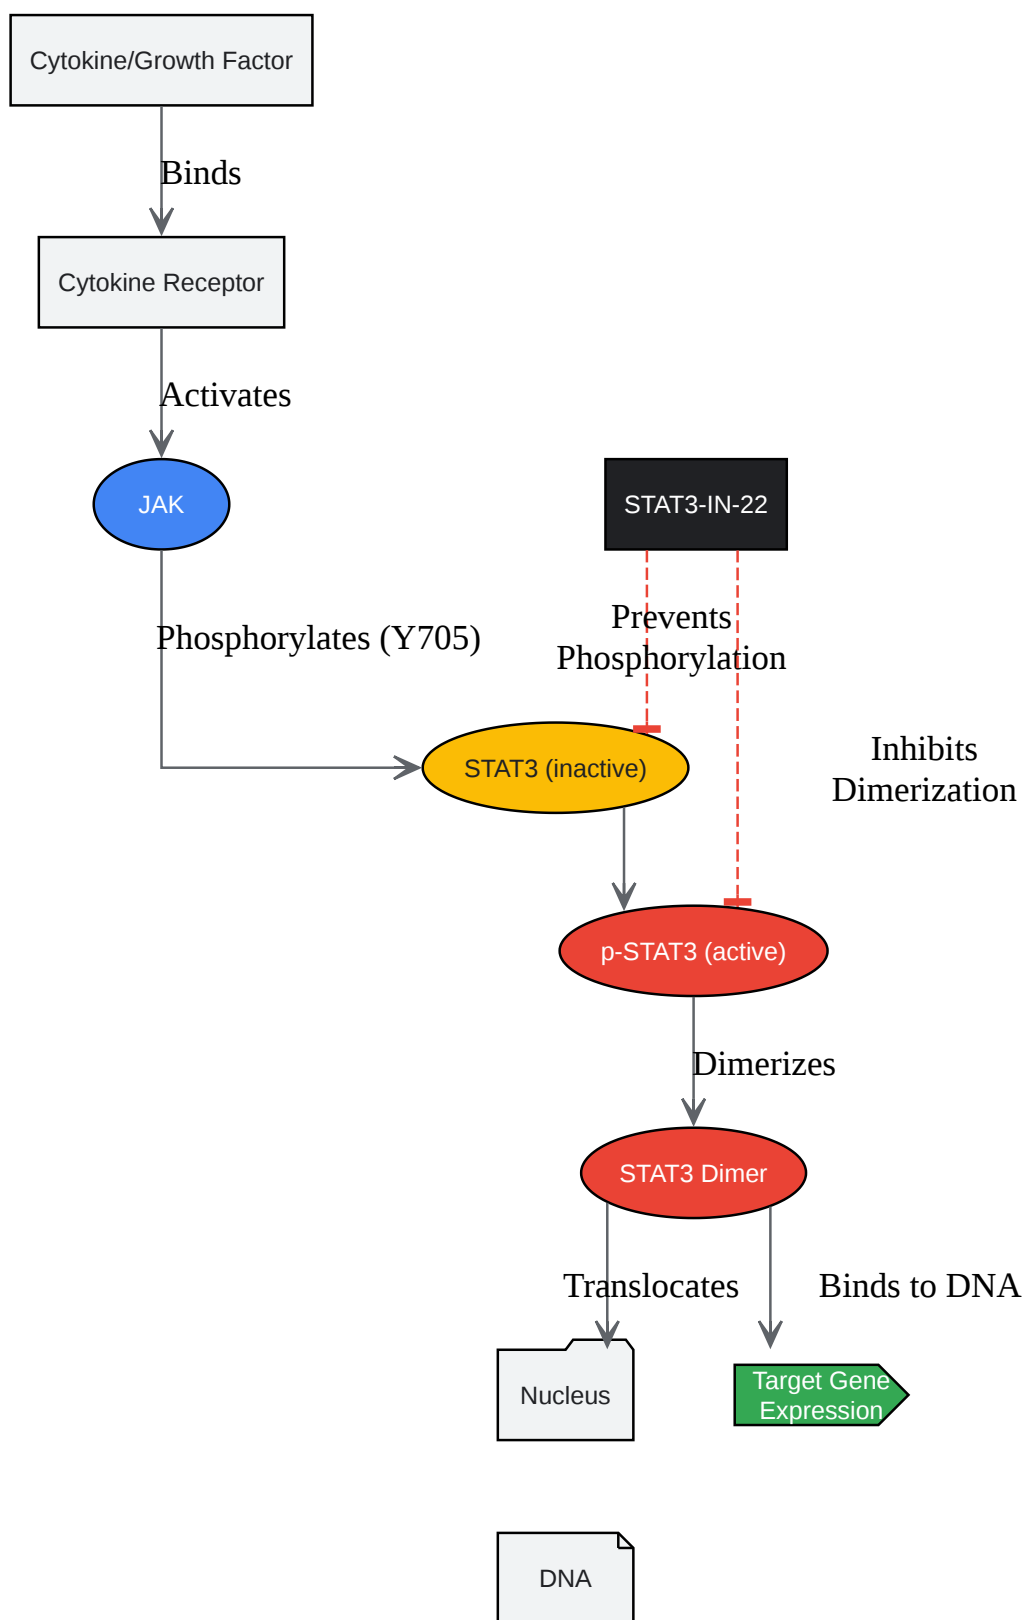 Cytokine/Growth Factor
Binds
Cytokine Receptor
Activates
JAK
STAT3-IN-22
Phosphorylates (Y705)
Prevents
Phosphorylation
STAT3 (inactive)
Inhibits
Dimerization
p-STAT3 (active)
Dimerizes
STAT3 Dimer
Translocates
Binds to DNA
Nucleus
Target Gene
Expression
DNA